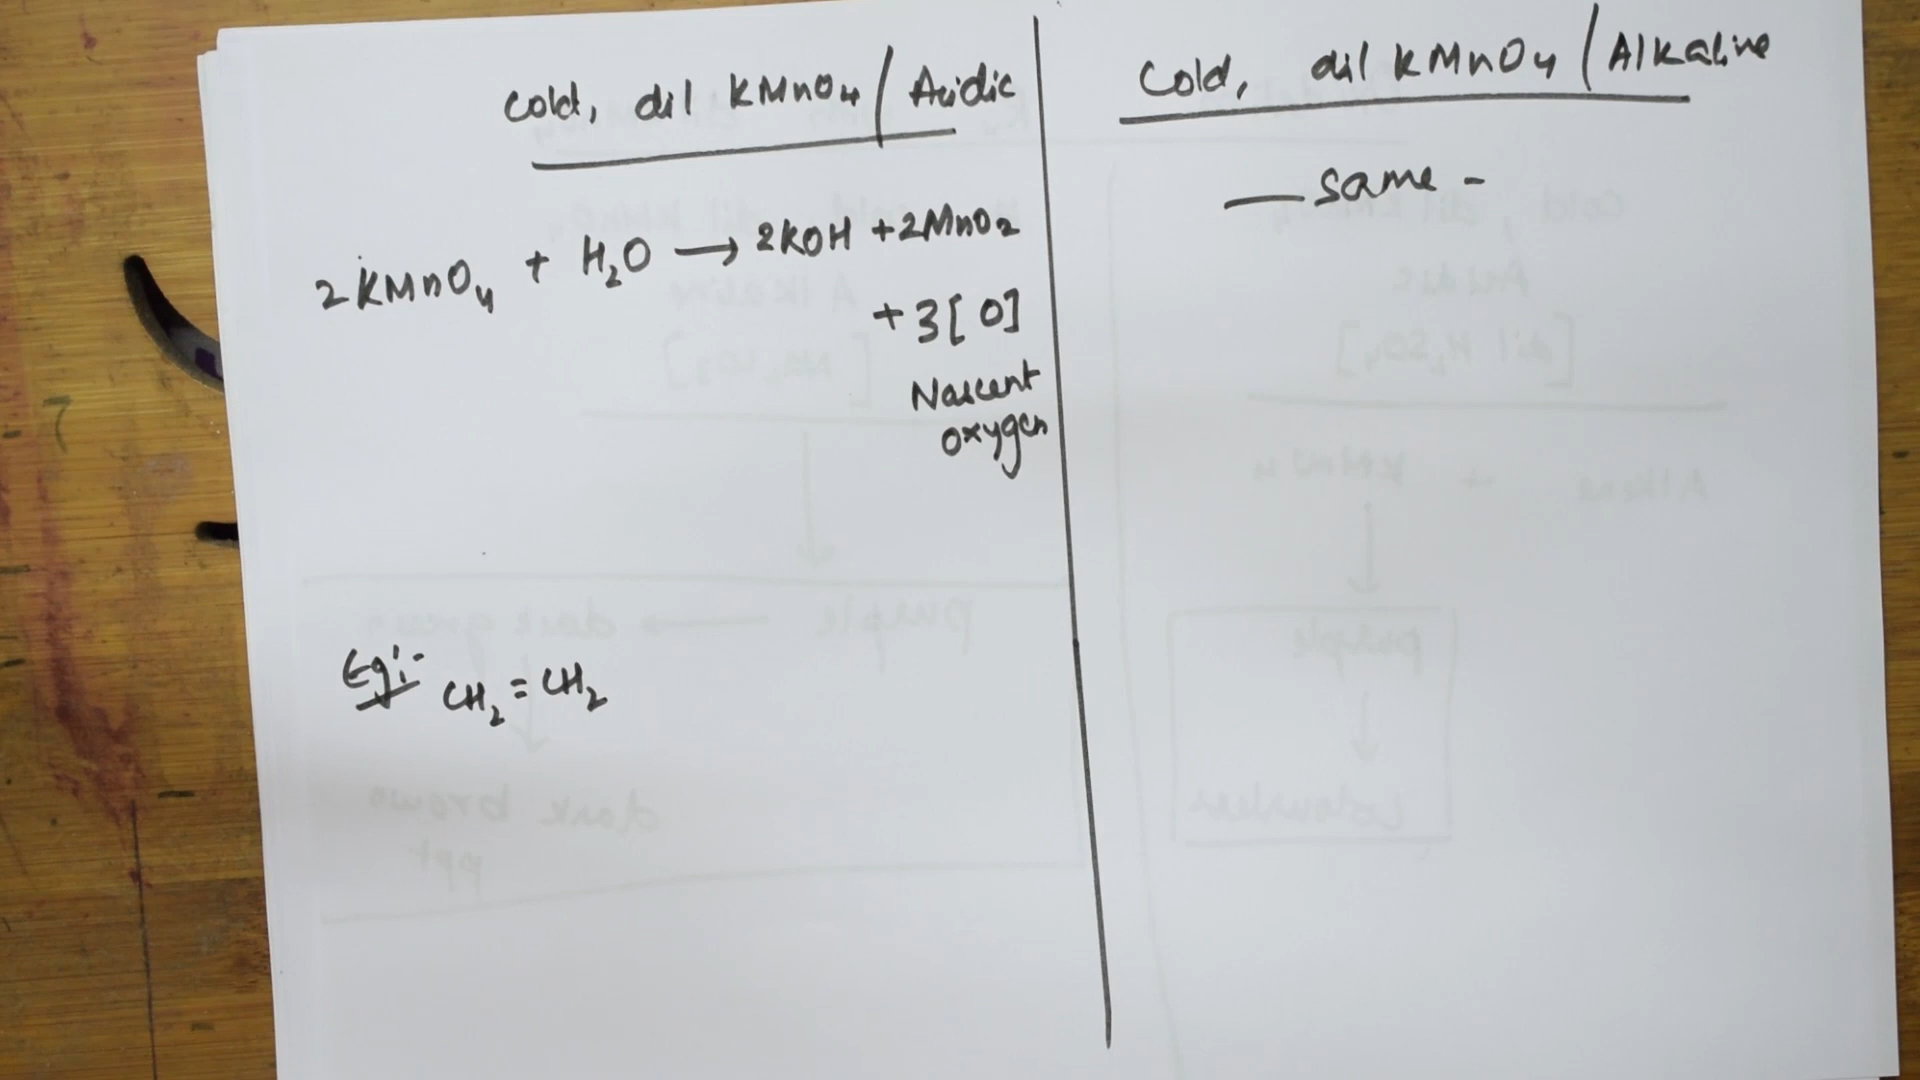 cold, dil KMnO4 / Acidic
2KMnO4 + H2O → 2KOH + 2MnO2
+ 3[O]
Nascent
oxygen
Eg:- CH2 = CH2
Cold, dil KMnO4 / Alkaline
— same -